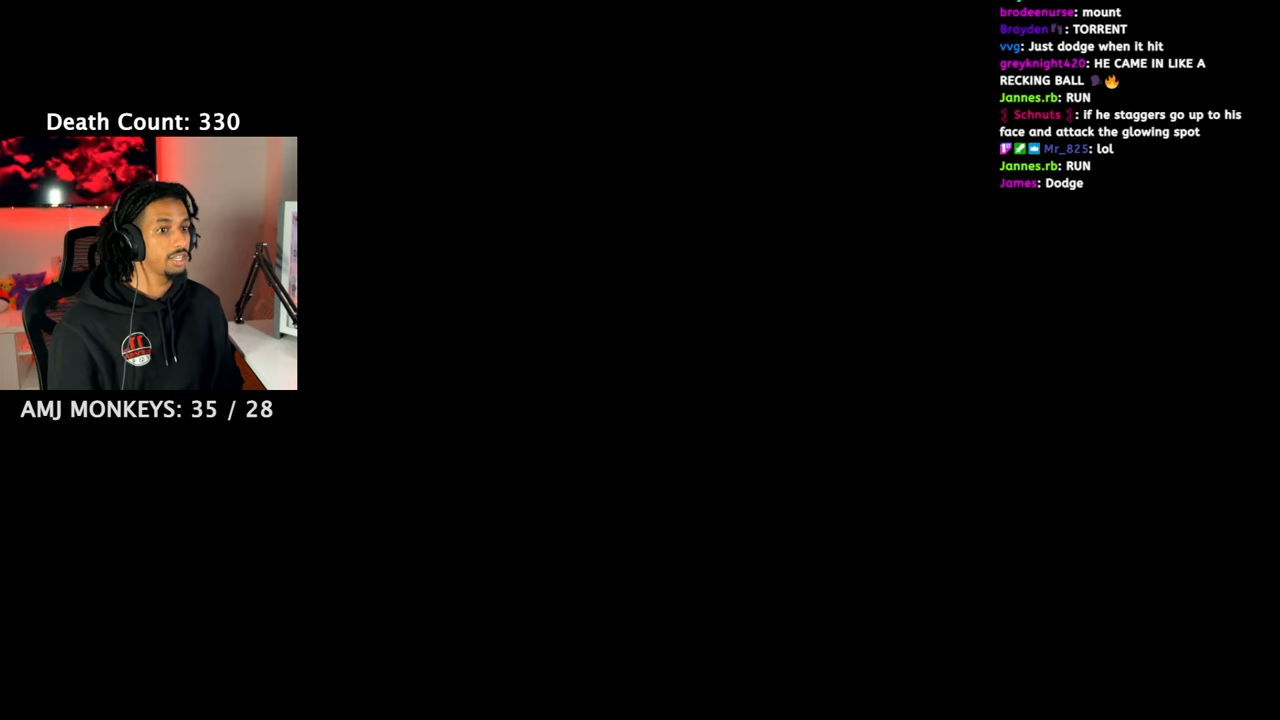 brodeenurse: mount
Brayden👣: TORRENT
vvg: Just dodge when it hit
greyknight420: HE CAME IN LIKE A
RECKING BALL 🗣🔥
Jannes.rb: RUN
Schnuts: if he staggers go up to his
face and attack the glowing spot
Mr_825: lol
Jannes.rb: RUN
James: Dodge
Death Count: 330
AMJ MONKEYS: 35 / 28